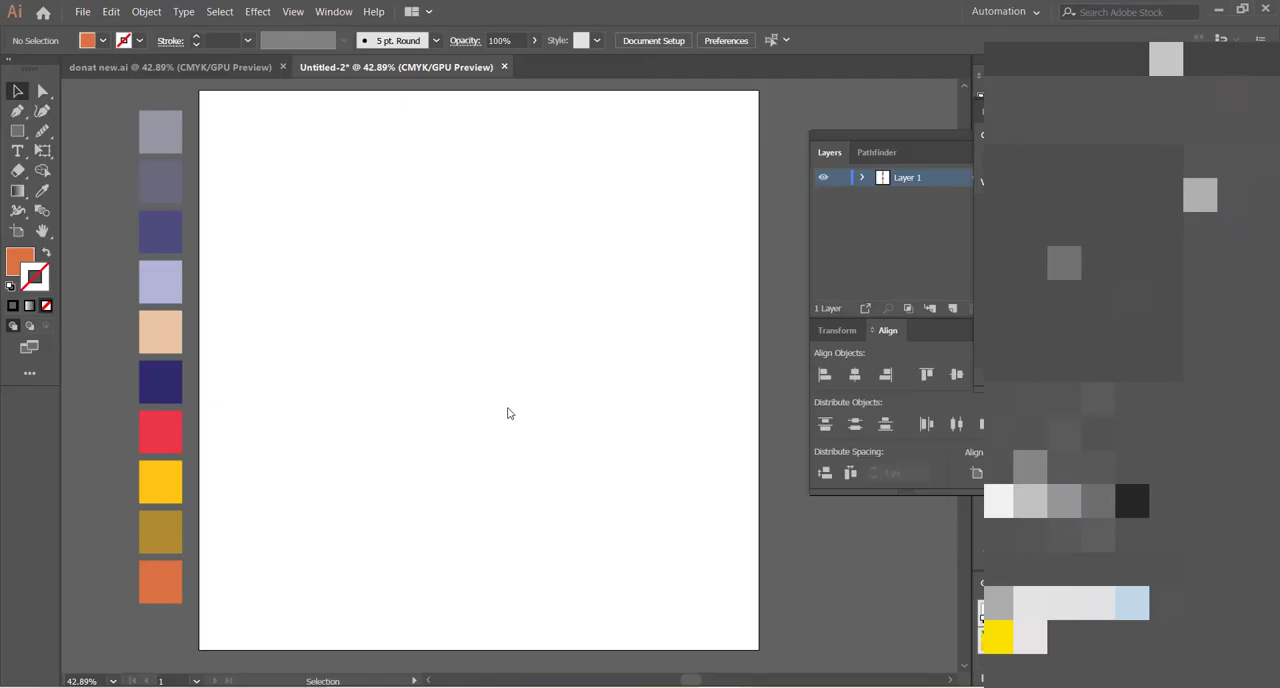 Ai File Edit Object Type Select Effect View Window Help Automation Search Adobe Stock
No Selection Stroke: 5 pt. Round Opacity: 100% Style: Document Setup Preferences
donat new.ai @ 42.89% (CMYK/GPU Preview) × Untitled-2* @ 42.89% (CMYK/GPU Preview) ×
Layers Pathfinder
Layer 1
1 Layer
Transform Align
Align Objects:
Distribute Objects:
Distribute Spacing: Align
0 px
42.89% 1 Selection